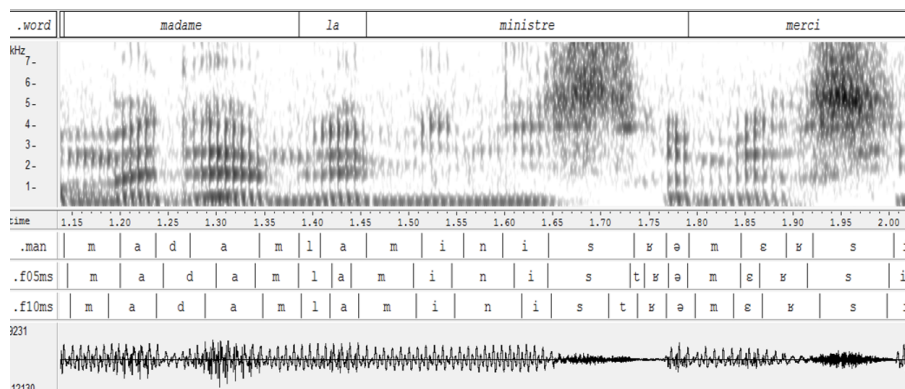 .word madame la ministre merci
kHz
7-
6-
5-
4-
3-
2-
1-
time 1.15 1.20 1.25 1.30 1.35 1.40 1.45 1.50 1.55 1.60 1.65 1.70 1.75 1.80 1.85 1.90 1.95 2.00
.man m a d a m l a m i n i s ʁ ə m ɛ ʁ s
.f05ms m a d a m l a m i n i s t ʁ ə m ɛ ʁ s i
.f10ms m a d a m l a m i n i s t ʁ ə m ɛ ʁ s
9231
12130